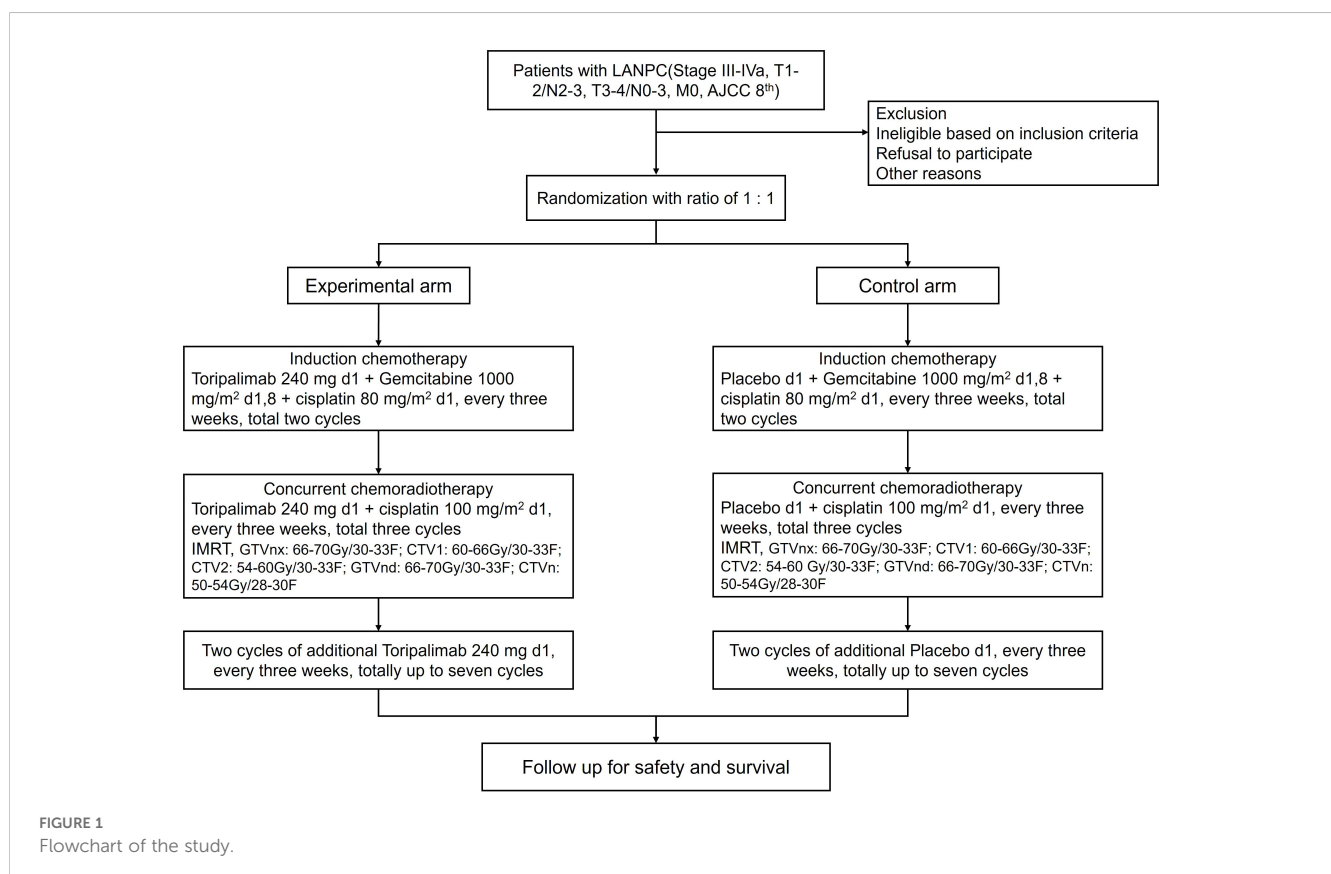 Patients with LANPC(Stage III-IVa, T1-
2/N2-3, T3-4/N0-3, M0, AJCC 8th)
Exclusion
Ineligible based on inclusion criteria
Refusal to participate
Other reasons
Randomization with ratio of 1 : 1
Experimental arm
Control arm
Induction chemotherapy
Toripalimab 240 mg d1 + Gemcitabine 1000
mg/m² d1,8 + cisplatin 80 mg/m² d1, every three
weeks, total two cycles
Induction chemotherapy
Placebo d1 + Gemcitabine 1000 mg/m² d1,8 +
cisplatin 80 mg/m² d1, every three weeks, total
two cycles
Concurrent chemoradiotherapy
Toripalimab 240 mg d1 + cisplatin 100 mg/m² d1,
every three weeks, total three cycles
IMRT, GTVnx: 66-70Gy/30-33F; CTV1: 60-66Gy/30-33F;
CTV2: 54-60Gy/30-33F; GTVnd: 66-70Gy/30-33F; CTVn:
50-54Gy/28-30F
Concurrent chemoradiotherapy
Placebo d1 + cisplatin 100 mg/m² d1, every three
weeks, total three cycles
IMRT, GTVnx: 66-70Gy/30-33F; CTV1: 60-66Gy/30-33F;
CTV2: 54-60 Gy/30-33F; GTVnd: 66-70Gy/30-33F; CTVn:
50-54Gy/28-30F
Two cycles of additional Toripalimab 240 mg d1,
every three weeks, totally up to seven cycles
Two cycles of additional Placebo d1, every three
weeks, totally up to seven cycles
Follow up for safety and survival
FIGURE 1
Flowchart of the study.